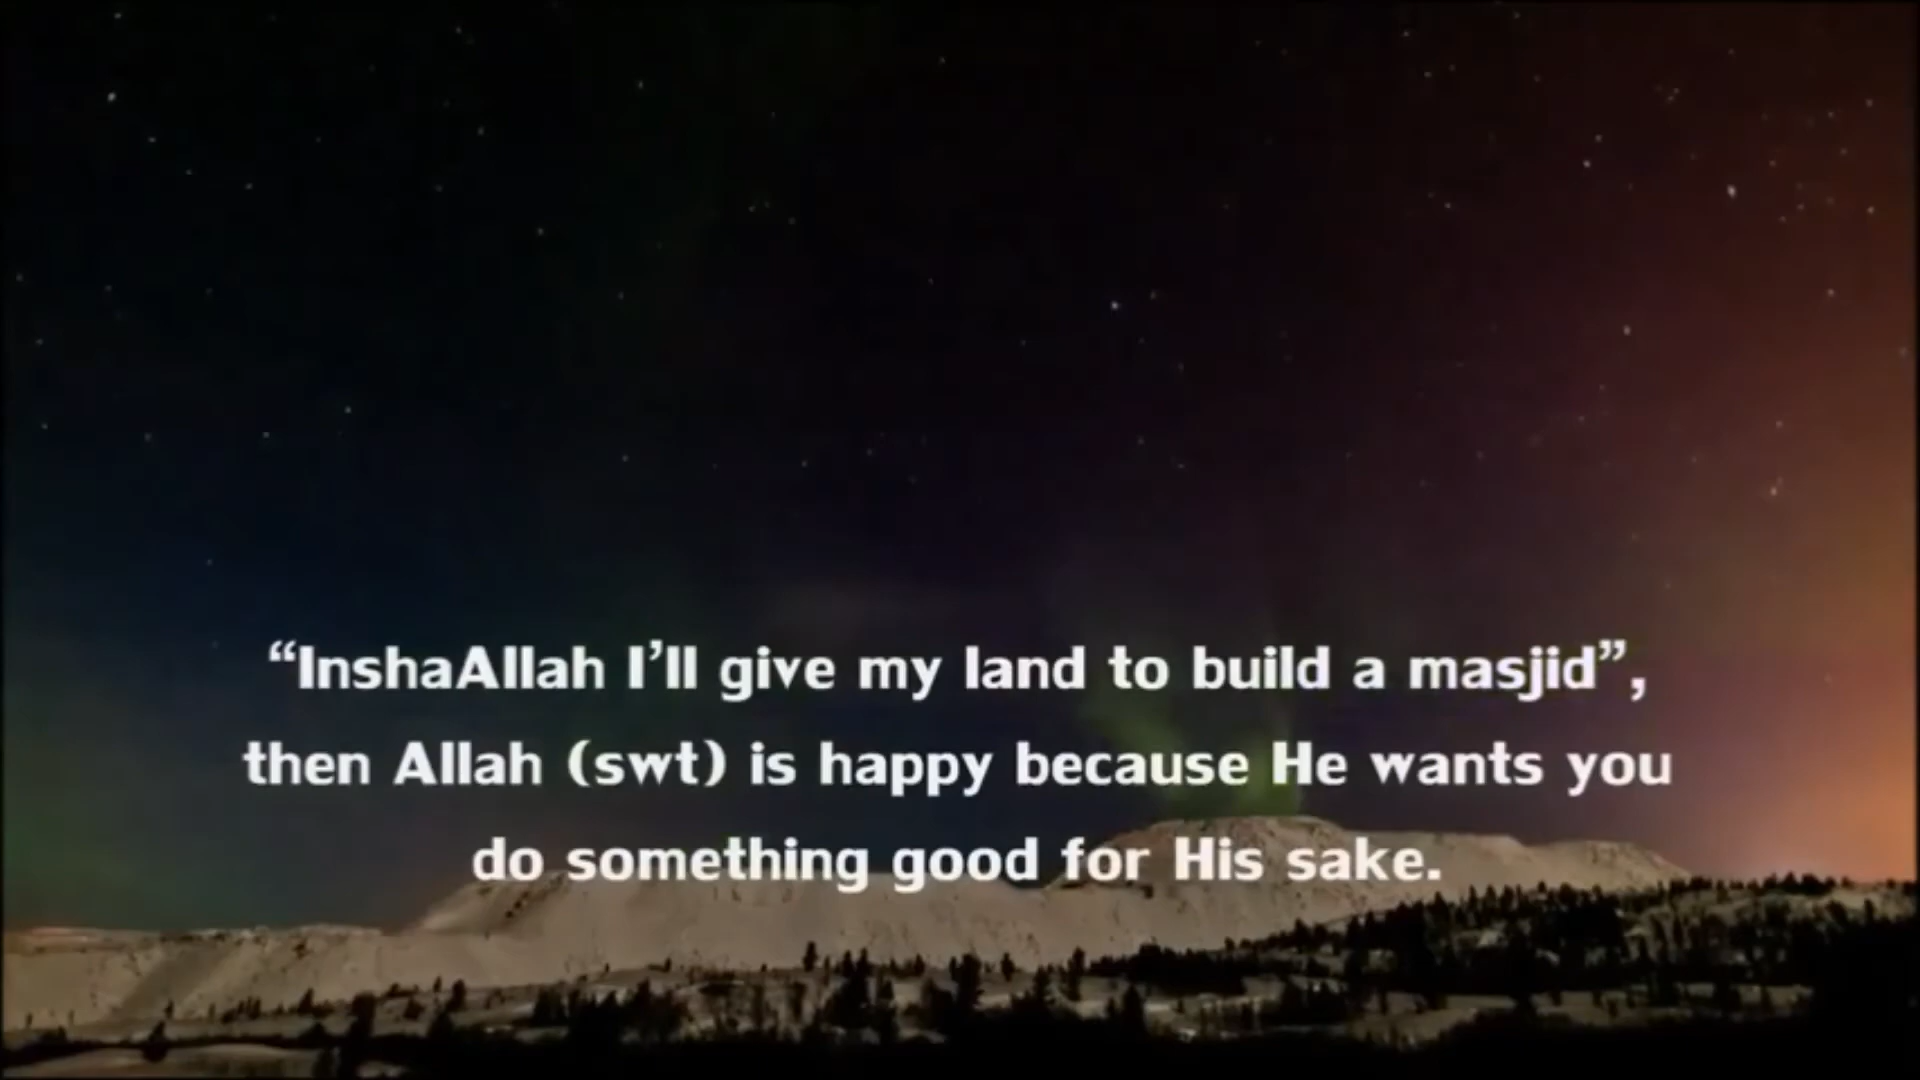 “InshaAllah I’ll give my land to build a masjid”,
then Allah (swt) is happy because He wants you
do something good for His sake.